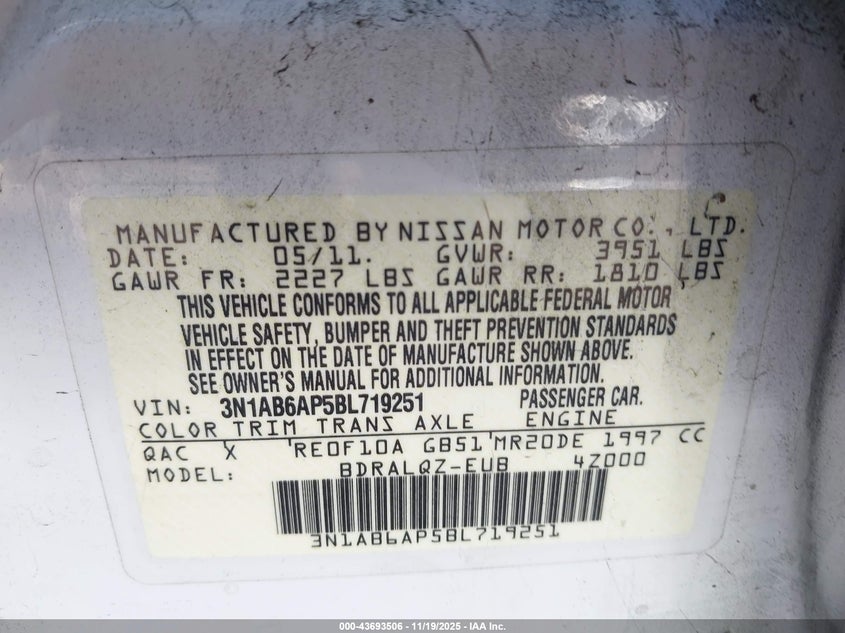 MANUFACTURED BY NISSAN MOTOR CO., LTD.
DATE: 05/11. GVWR: 3951 LBS
GAWR FR: 2227 LBS GAWR RR: 1810 LBS
THIS VEHICLE CONFORMS TO ALL APPLICABLE FEDERAL MOTOR
VEHICLE SAFETY, BUMPER AND THEFT PREVENTION STANDARDS
IN EFFECT ON THE DATE OF MANUFACTURE SHOWN ABOVE.
SEE OWNER'S MANUAL FOR ADDITIONAL INFORMATION.
VIN: 3N1AB6AP5BL719251 PASSENGER CAR.
COLOR TRIM TRANS AXLE ENGINE
QAC X RE0F10A GB51 MR20DE 1997 CC
MODEL: BDRALQZ-EUB 4Z000
3N1AB6AP5BL719251
000-43693506 - 11/19/2025 - IAA Inc.